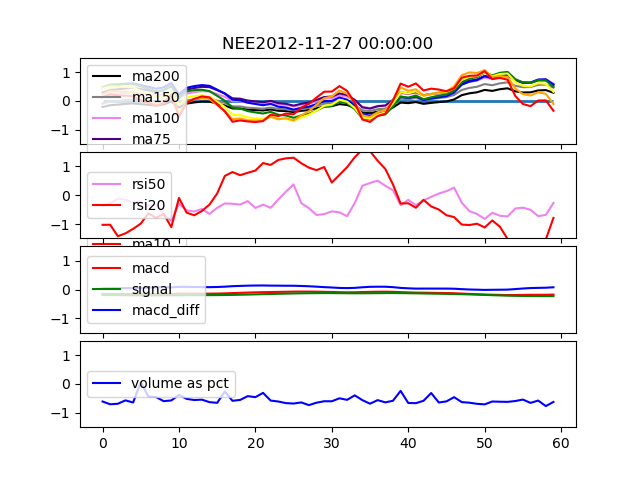 NEE2012-11-27 00:00:00
1
0
−1
ma200
ma150
ma100
ma75
1
0
−1
rsi50
rsi20
ma10
1
0
−1
macd
signal
macd_diff
1
0
−1
volume as pct
0 10 20 30 40 50 60